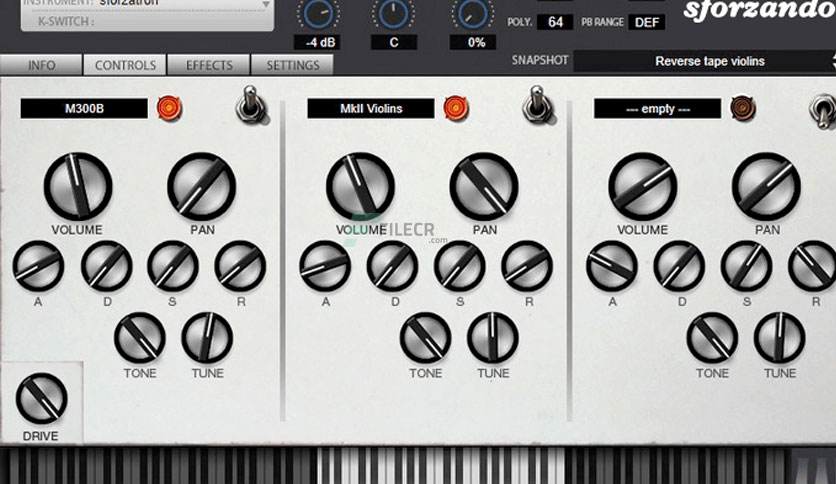 INSTRUMENT: sforzatron
K-SWITCH :
-4 dB
C
0%
POLY. 64
PB RANGE DEF
sforzando
INFO
CONTROLS
EFFECTS
SETTINGS
SNAPSHOT
Reverse tape violins
M300B
MkII Violins
--- empty ---
VOLUME
PAN
VOLUME
PAN
VOLUME
PAN
FILECR
.com
A
D
S
R
A
D
S
R
A
D
S
R
TONE
TUNE
TONE
TUNE
TONE
TUNE
DRIVE